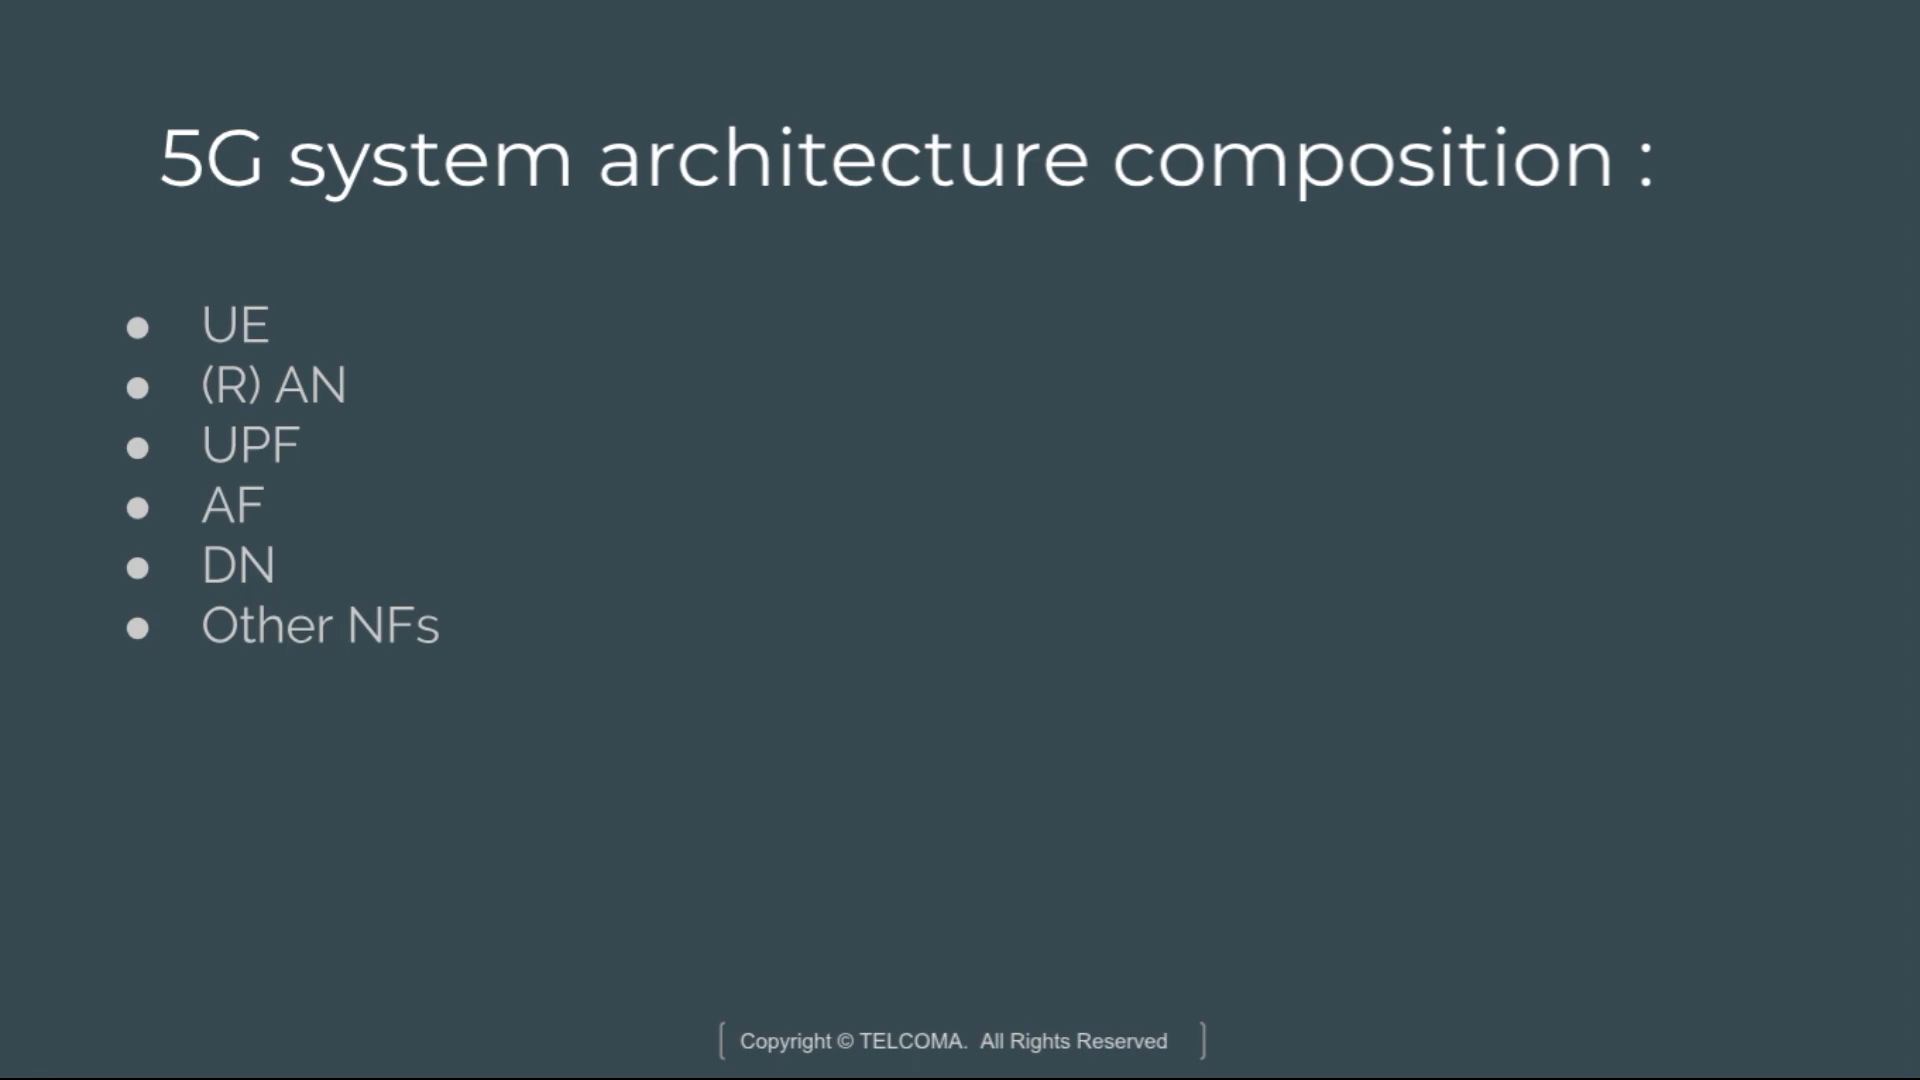 5G system architecture composition :
● UE
● (R) AN
● UPF
● AF
● DN
● Other NFs
[ Copyright © TELCOMA. All Rights Reserved ]